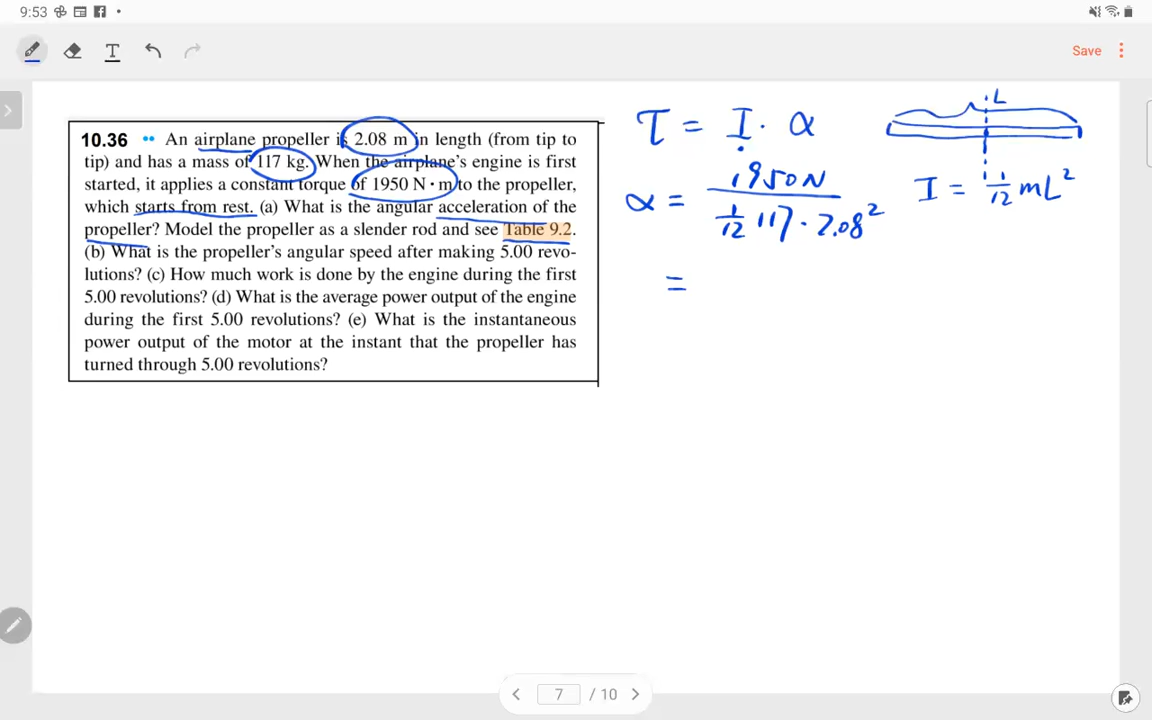 9:53
T
Save
10.36 •• An airplane propeller is 2.08 m in length (from tip to
tip) and has a mass of 117 kg. When the airplane's engine is first
started, it applies a constant torque of 1950 N · m to the propeller,
which starts from rest. (a) What is the angular acceleration of the
propeller? Model the propeller as a slender rod and see Table 9.2.
(b) What is the propeller's angular speed after making 5.00 revo-
lutions? (c) How much work is done by the engine during the first
5.00 revolutions? (d) What is the average power output of the engine
during the first 5.00 revolutions? (e) What is the instantaneous
power output of the motor at the instant that the propeller has
turned through 5.00 revolutions?
τ = I · α
L
α = 1950N / (1/12 117 · 2.08²)
I = 1/12 mL²
=
7 / 10